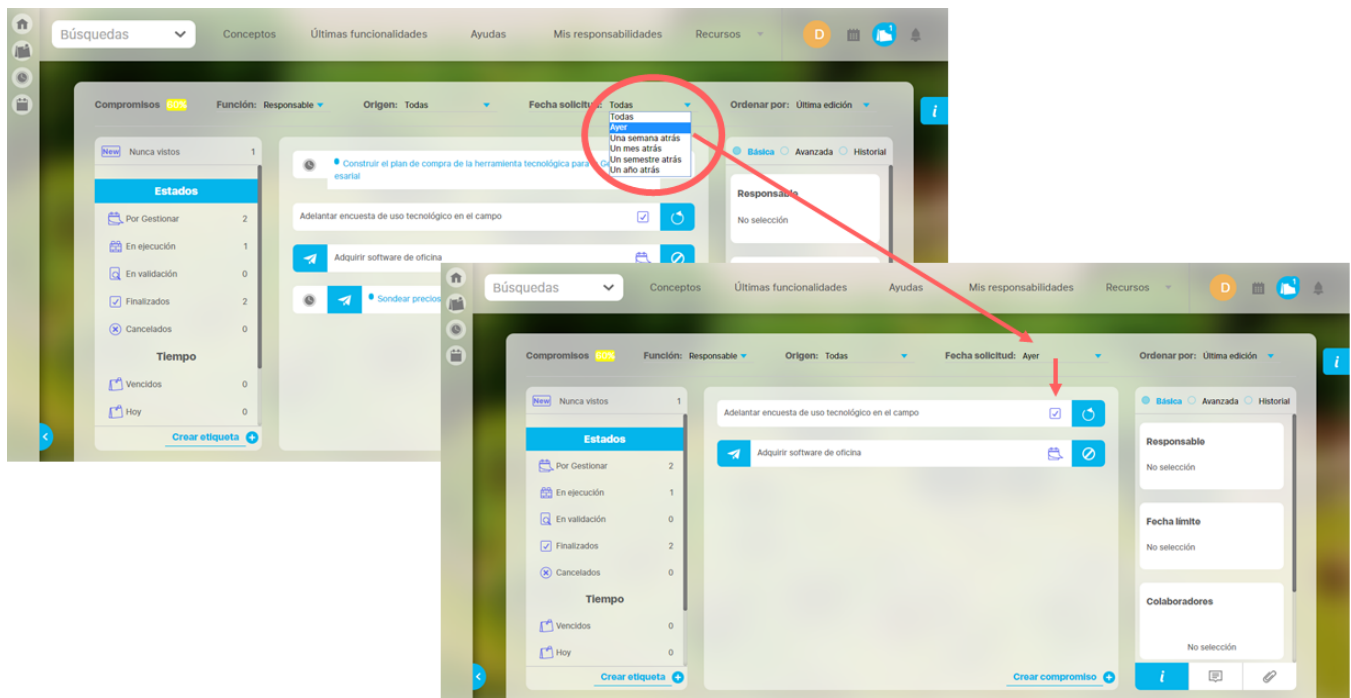 Búsquedas Conceptos Últimas funcionalidades Ayudas Mis responsabilidades Recursos D 1
Compromisos 60% Función: Responsable Origen: Todas Fecha solicitud: Todas Ordenar por: Última edición i
Todas
Ayer
Una semana atrás
Un mes atrás
Un semestre atrás
Un año atrás
New Nunca vistos 1
Estados
Por Gestionar 2
En ejecución 1
En validación 0
Finalizados 2
Cancelados 0
Tiempo
Vencidos 0
Hoy 0
Crear etiqueta
Construir el plan de compra de la herramienta tecnológica para
esarial
Adelantar encuesta de uso tecnológico en el campo
Adquirir software de oficina
Sondear precios
Básica Avanzada Historial
Responsable
No selección
Búsquedas Conceptos Últimas funcionalidades Ayudas Mis responsabilidades Recursos D 1
Compromisos 60% Función: Responsable Origen: Todas Fecha solicitud: Ayer Ordenar por: Última edición i
New Nunca vistos 1
Estados
Por Gestionar 2
En ejecución 1
En validación 0
Finalizados 2
Cancelados 0
Tiempo
Vencidos 0
Hoy 0
Crear etiqueta
Adelantar encuesta de uso tecnológico en el campo
Adquirir software de oficina
Crear compromiso
Básica Avanzada Historial
Responsable
No selección
Fecha límite
No selección
Colaboradores
No selección
i